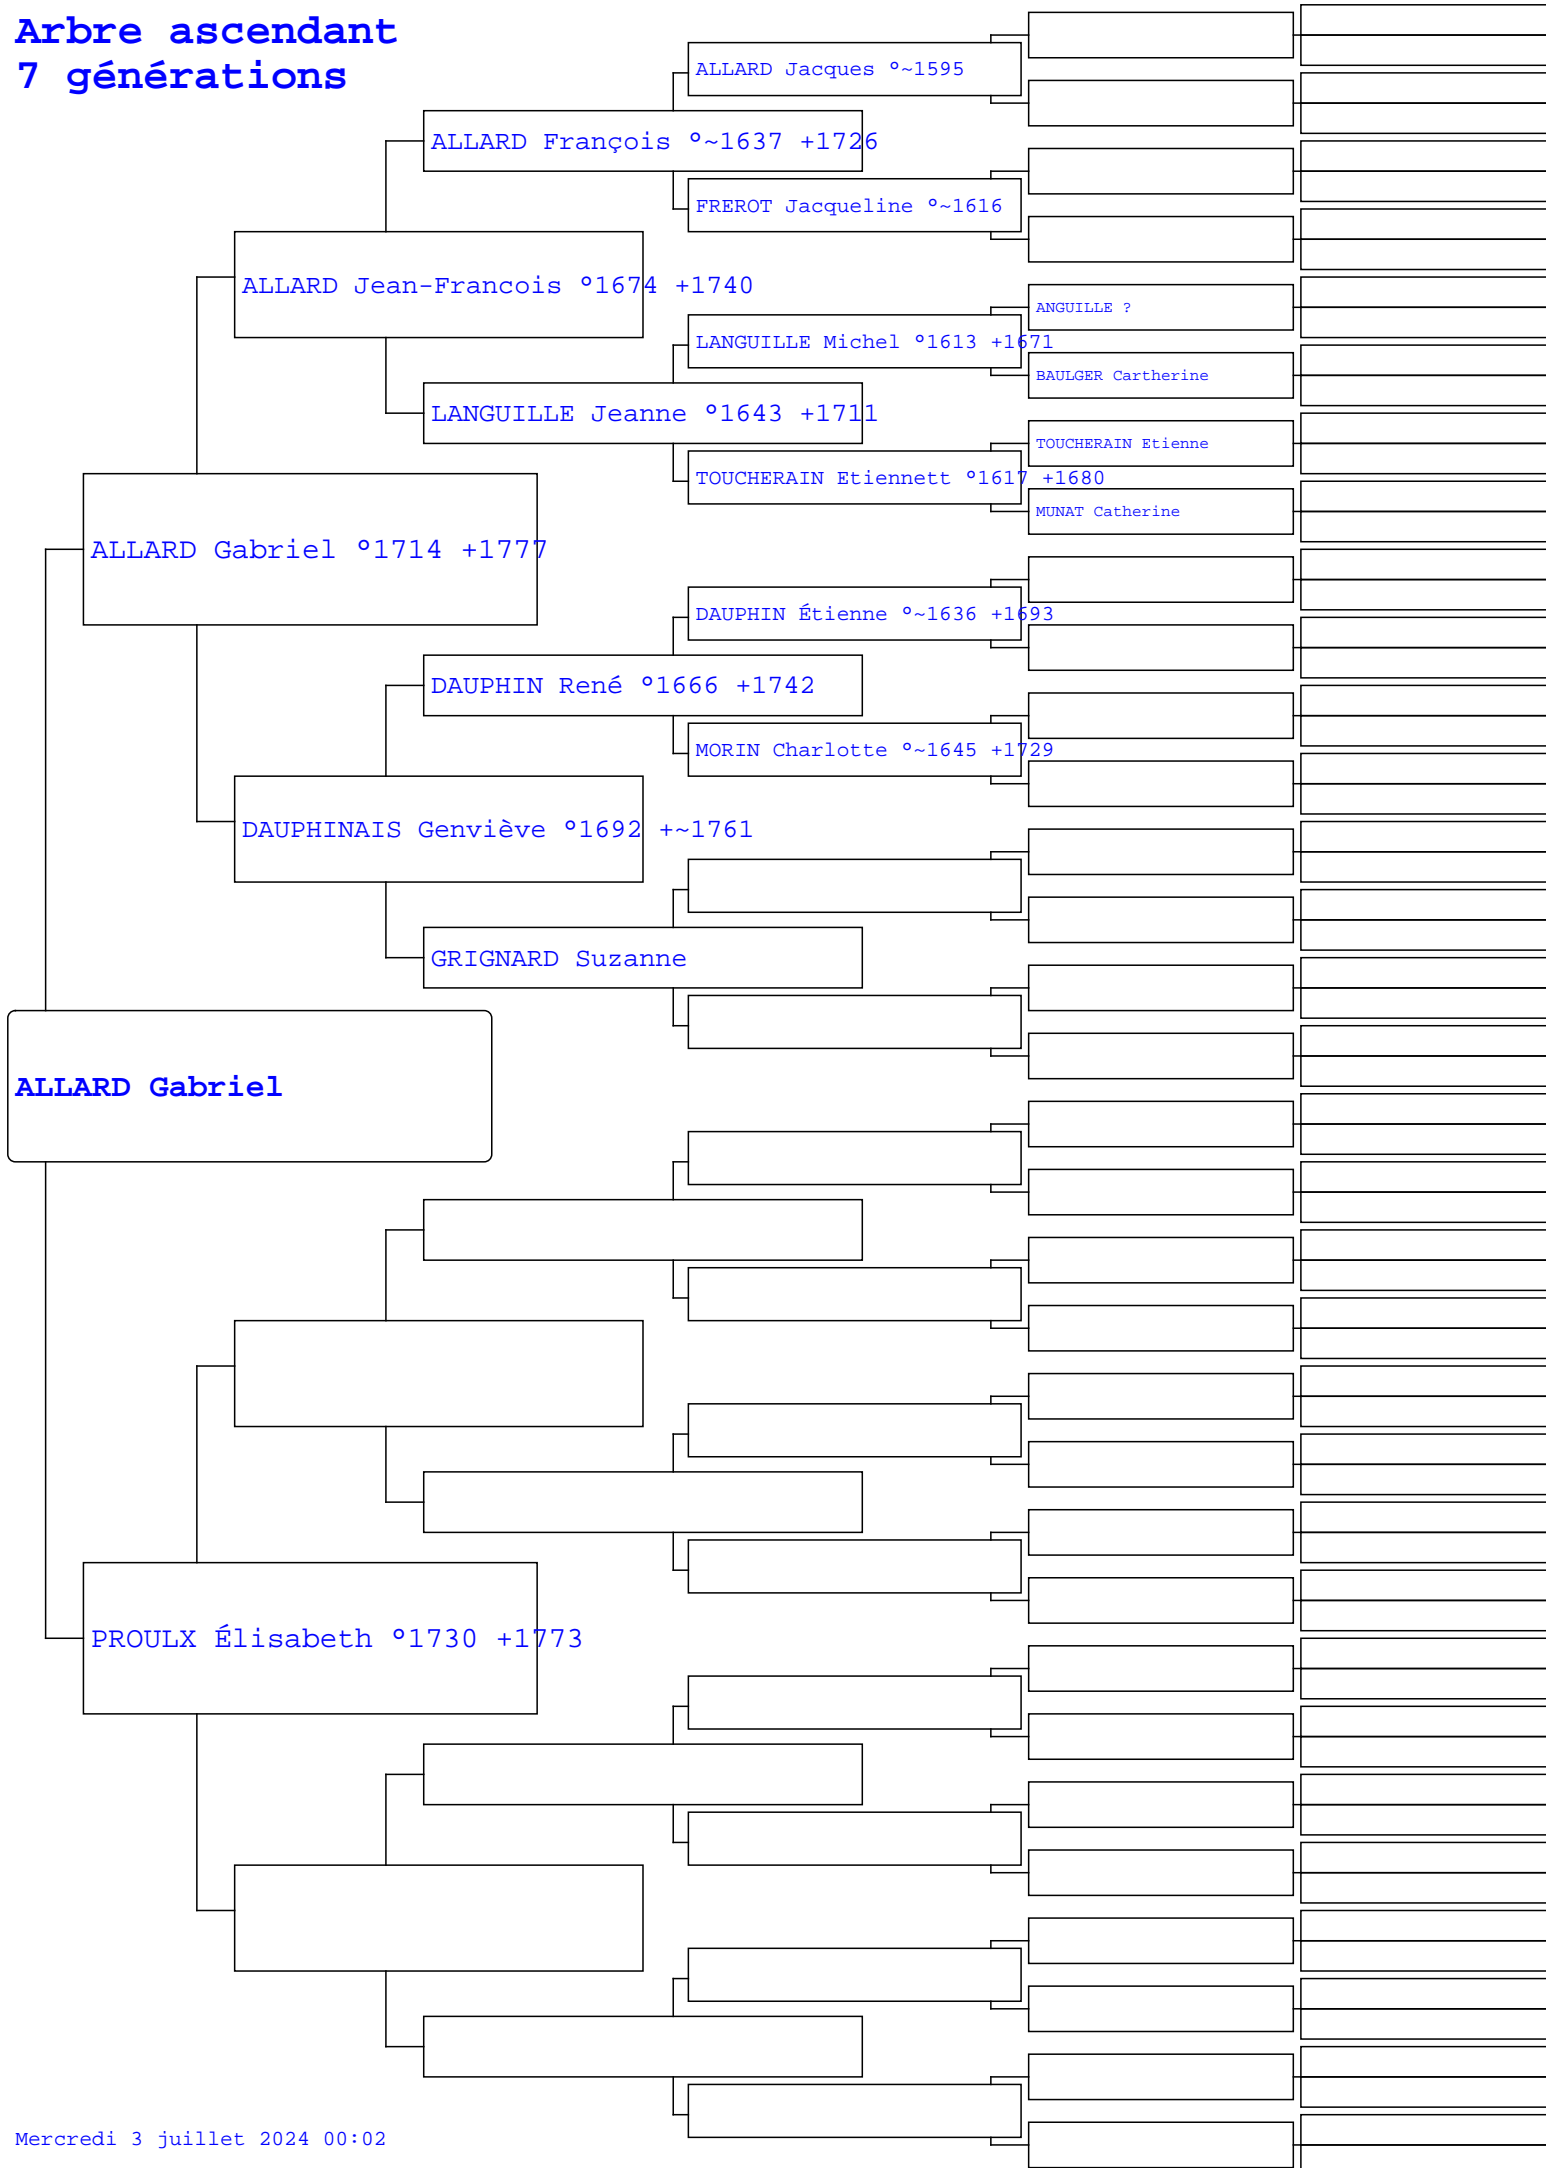 Arbre ascendant
7 générations
ALLARD Jacques °~1595
ALLARD François °~1637 +1726
FREROT Jacqueline °~1616
ALLARD Jean-Francois °1674 +1740
ANGUILLE ?
LANGUILLE Michel °1613 +1671
BAULGER Cartherine
LANGUILLE Jeanne °1643 +1711
TOUCHERAIN Etienne
TOUCHERAIN Etiennett °1617 +1680
MUNAT Catherine
ALLARD Gabriel °1714 +1777
DAUPHIN Étienne °~1636 +1693
DAUPHIN René °1666 +1742
MORIN Charlotte °~1645 +1729
DAUPHINAIS Genviève °1692 +~1761
GRIGNARD Suzanne
ALLARD Gabriel
PROULX Élisabeth °1730 +1773
Mercredi 3 juillet 2024 00:02